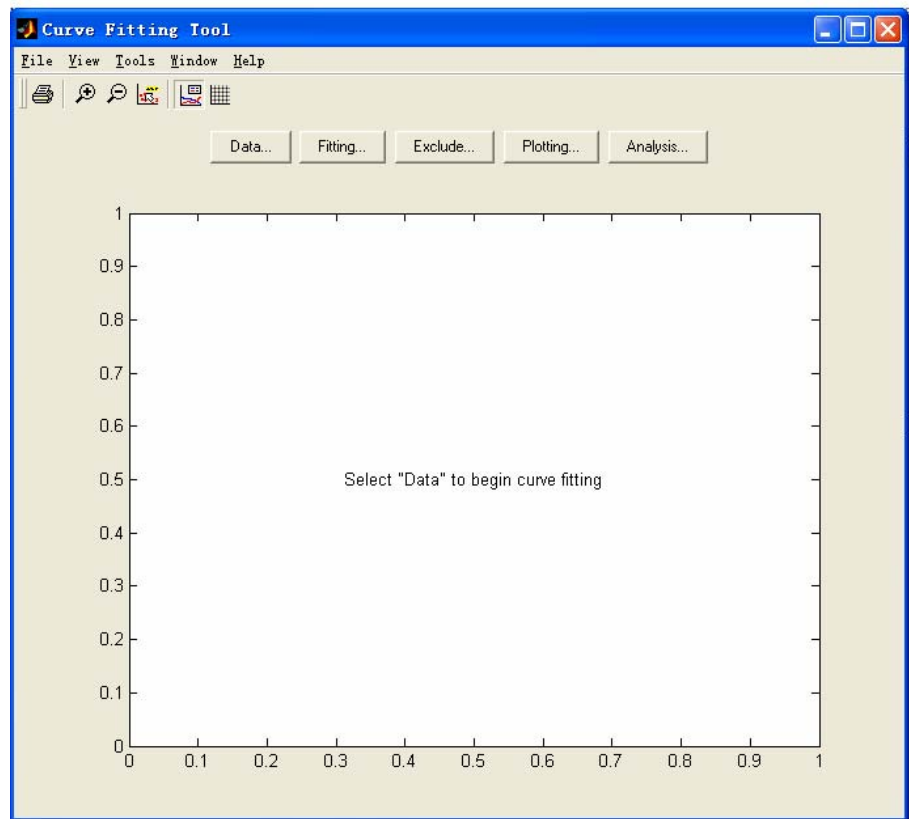 Curve Fitting Tool
File View Tools Window Help
Data... Fitting... Exclude... Plotting... Analysis...
1
0.9
0.8
0.7
0.6
0.5
Select "Data" to begin curve fitting
0.4
0.3
0.2
0.1
0
0 0.1 0.2 0.3 0.4 0.5 0.6 0.7 0.8 0.9 1